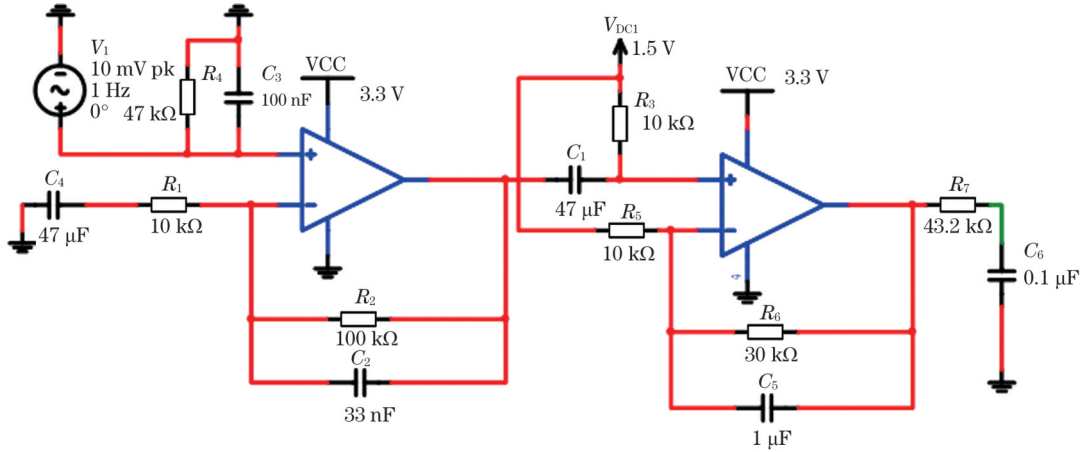 V₁
10 mV pk
1 Hz
0°
R₄
47 kΩ
C₃
100 nF
VCC
3.3 V
C₄
47 μF
R₁
10 kΩ
R₂
100 kΩ
C₂
33 nF
V_DC1
1.5 V
R₃
10 kΩ
C₁
47 μF
R₅
10 kΩ
VCC
3.3 V
4
R₆
30 kΩ
C₅
1 μF
R₇
43.2 kΩ
C₆
0.1 μF